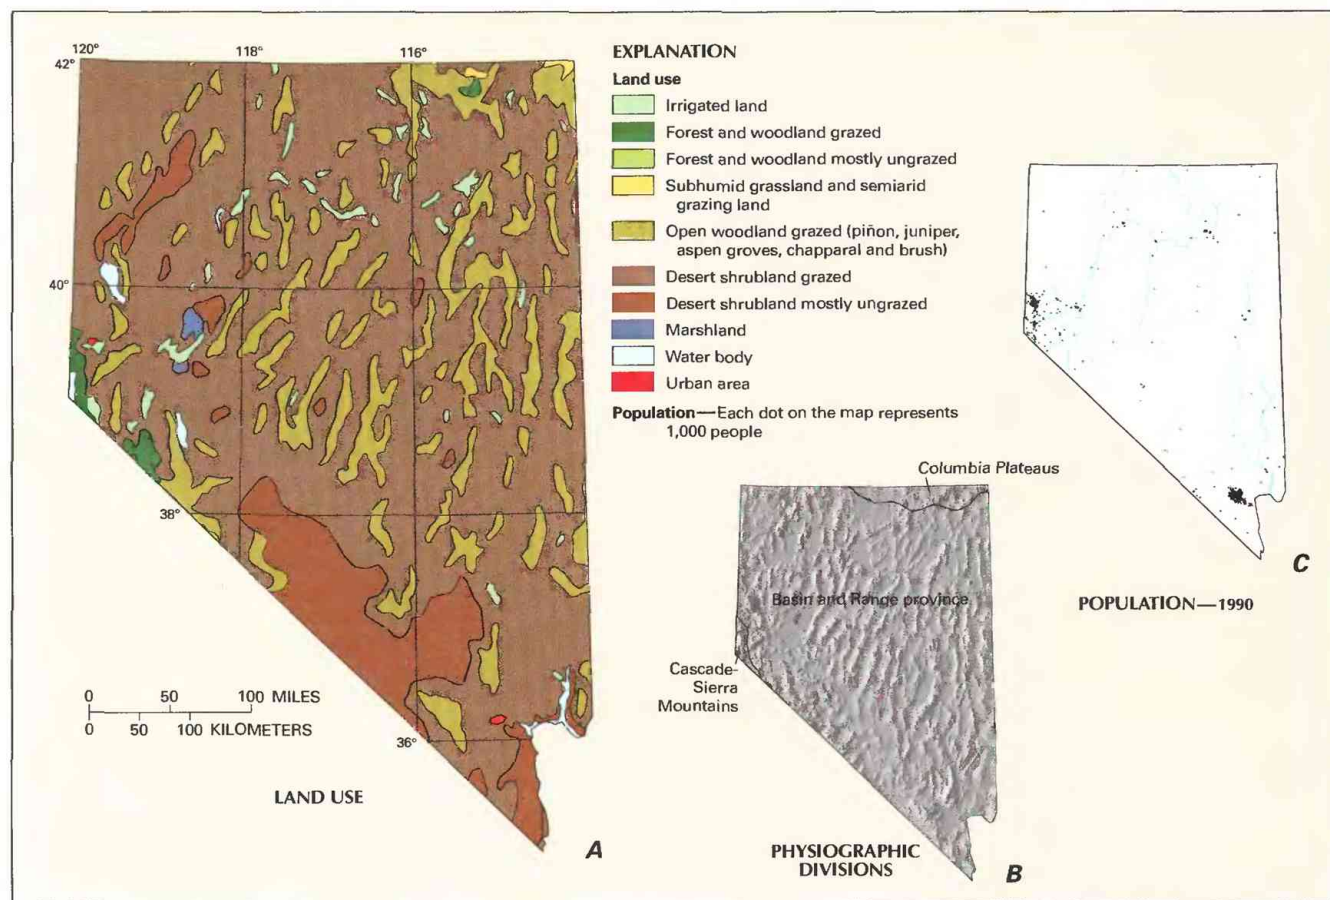 120°
118°
116°
42°
40°
38°
36°
0 50 100 MILES
0 50 100 KILOMETERS
LAND USE
A
EXPLANATION
Land use
Irrigated land
Forest and woodland grazed
Forest and woodland mostly ungrazed
Subhumid grassland and semiarid
grazing land
Open woodland grazed (piñon, juniper,
aspen groves, chapparal and brush)
Desert shrubland grazed
Desert shrubland mostly ungrazed
Marshland
Water body
Urban area
Population—Each dot on the map represents
1,000 people
Columbia Plateaus
Basin and Range province
Cascade-
Sierra
Mountains
PHYSIOGRAPHIC
DIVISIONS
B
C
POPULATION—1990